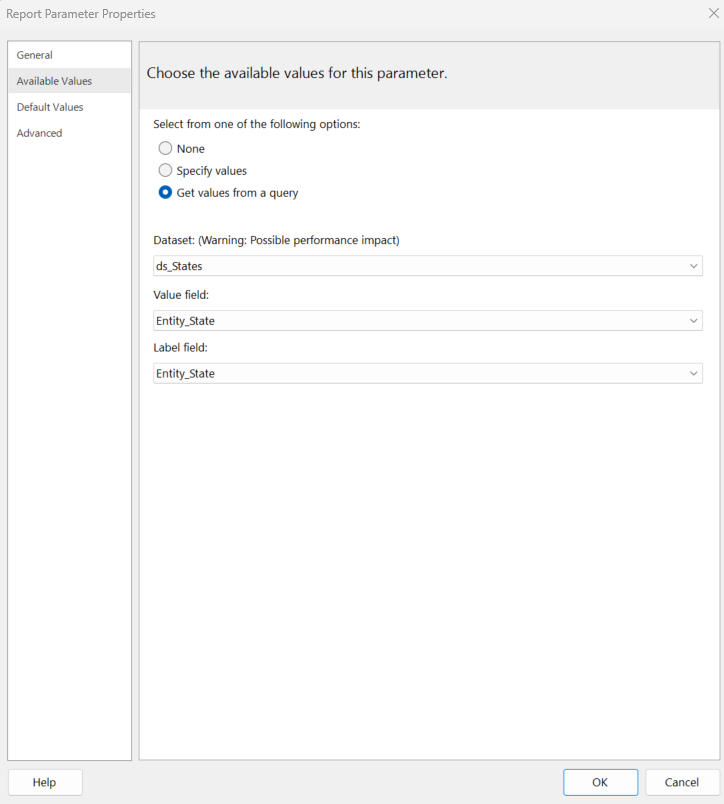 Report Parameter Properties
General
Available Values
Default Values
Advanced
Choose the available values for this parameter.
Select from one of the following options:
None
Specify values
Get values from a query
Dataset: (Warning: Possible performance impact)
ds_States
Value field:
Entity_State
Label field:
Entity_State
Help
OK
Cancel